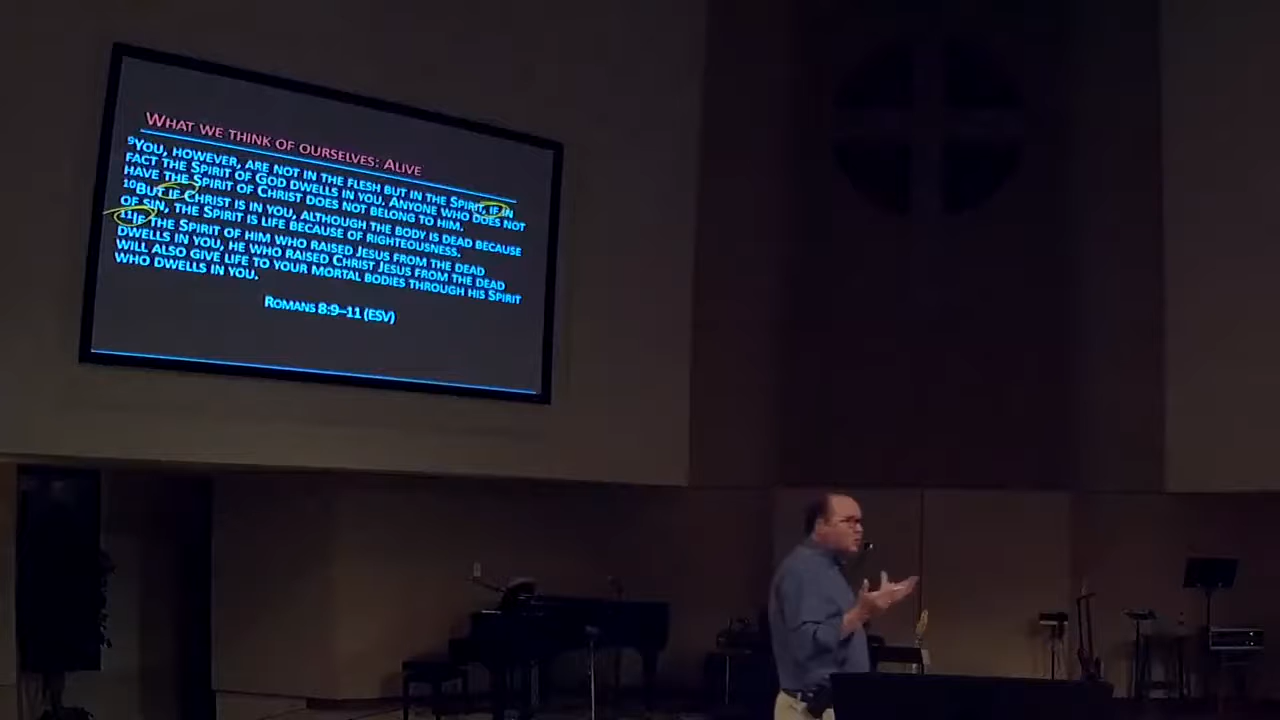 What we think of ourselves: Alive
9You, however, are not in the flesh but in the Spirit, if in
fact the Spirit of God dwells in you. Anyone who does not
have the Spirit of Christ does not belong to him.
10But if Christ is in you, although the body is dead because
of sin, the Spirit is life because of righteousness.
11If the Spirit of him who raised Jesus from the dead
dwells in you, he who raised Christ Jesus from the dead
will also give life to your mortal bodies through his Spirit
who dwells in you.
Romans 8:9–11 (ESV)